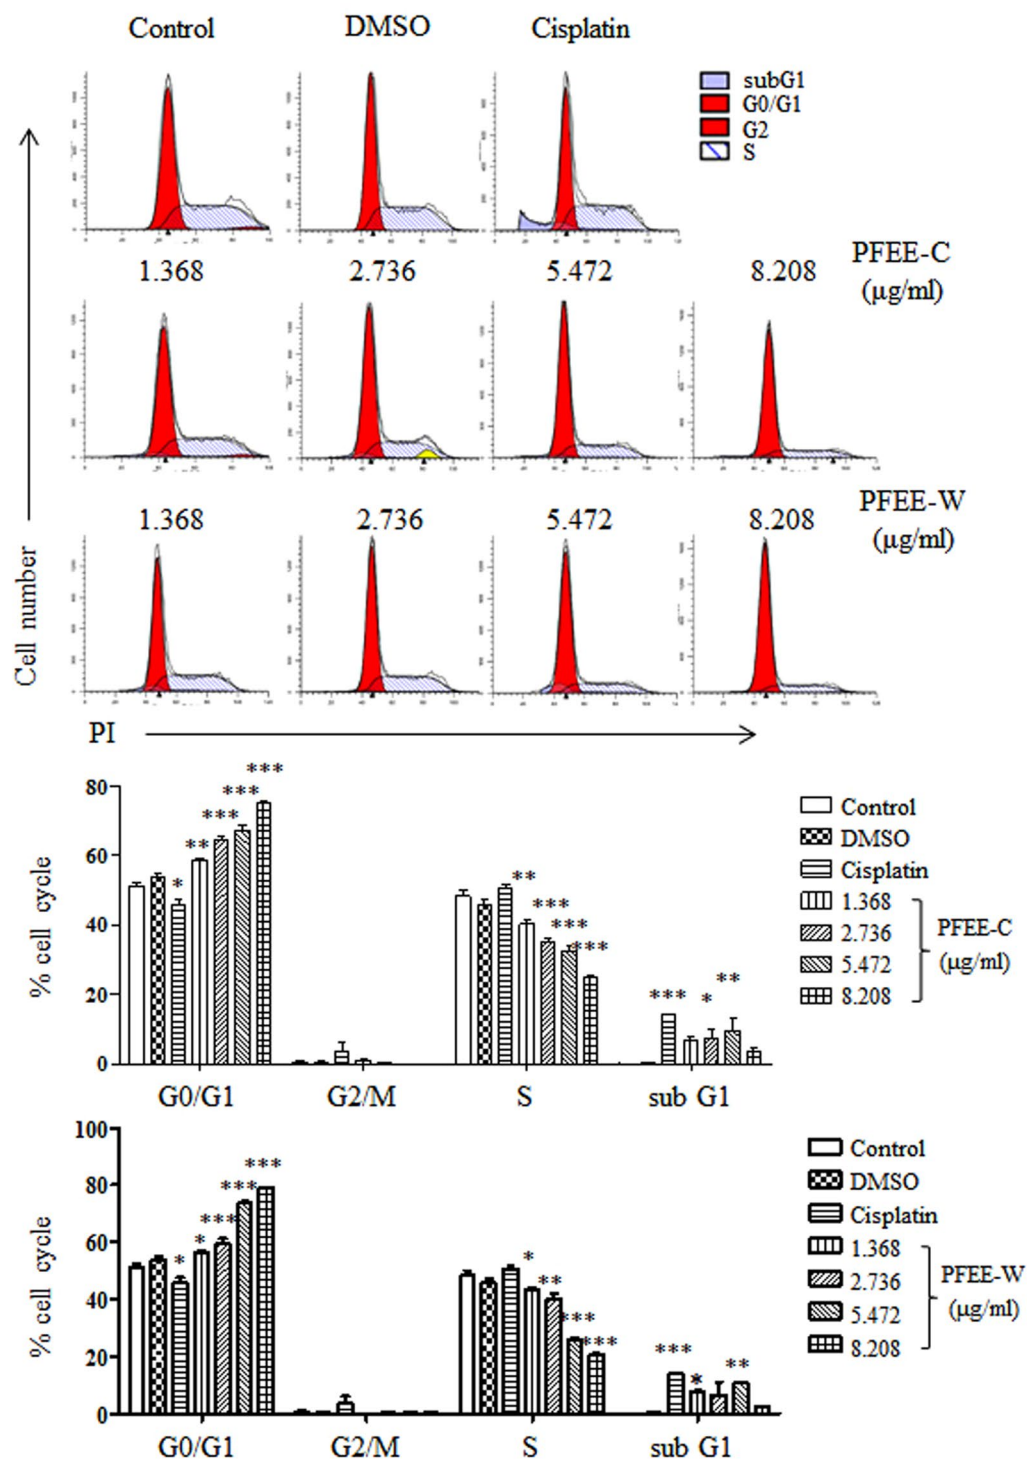 Control DMSO Cisplatin
subG1
G0/G1
G2
S
1.368 2.736 5.472 8.208 PFEE-C
(µg/ml)
1.368 2.736 5.472 8.208 PFEE-W
(µg/ml)
Cell number
PI
% cell cycle
80
60
40
20
0
* ** *** *** ***
** *** *** ***
*** * **
G0/G1 G2/M S sub G1
Control
DMSO
Cisplatin
1.368
2.736
5.472
8.208
PFEE-C
(µg/ml)
% cell cycle
100
80
60
40
20
0
* * *** *** ***
* ** *** ***
*** * **
G0/G1 G2/M S sub G1
Control
DMSO
Cisplatin
1.368
2.736
5.472
8.208
PFEE-W
(µg/ml)